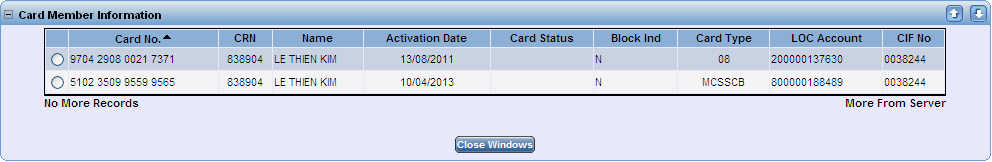 Card Member Information
Card No. CRN Name Activation Date Card Status Block Ind Card Type LOC Account CIF No
9704 2908 0021 7371 838904 LE THIEN KIM 13/08/2011 N 08 200000137630 0038244
5102 3509 9559 9565 838904 LE THIEN KIM 10/04/2013 N MCSSCB 800000188489 0038244
No More Records More From Server
Close Windows